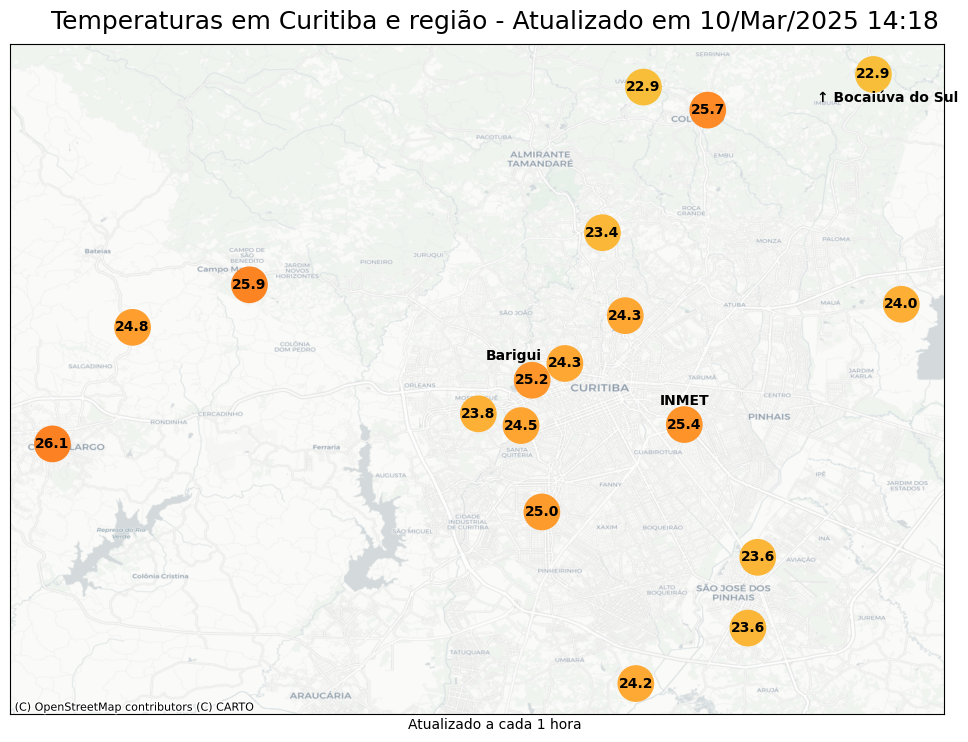 Temperaturas em Curitiba e região - Atualizado em 10/Mar/2025 14:18
SERRINHA
22.9
22.9
↑ Bocaiúva do Sul
25.7
PACOTUBA
ALMIRANTE
TAMANDARÉ
EMBU
ROÇA
GRANDE
23.4
MONZA
PALOMA
Bateias
CAMPO DE
SÃO
BENEDITO
JURUQUI
PIONEIRO
JARDIM
NOVOS
HORIZONTES
25.9
24.8
SÃO JOÃO
24.3
ATUBA
MAUÁ
24.0
COLÔNIA
DOM PEDRO
Barigui
24.3
SALGADINHO
25.2
ORLEANS
CURITIBA
TARUMÃ
JARDIM
KARLA
CENTRO
INMET
23.8
24.5
25.4
PINHAIS
CERCADINHO
RONDINHA
26.1
Ferraria
SANTA
QUITÉRIA
GUABIROTUBA
AUGUSTA
IPÊ
FANNY
JARDIM DOS
ESTADOS I
25.0
CIDADE
INDUSTRIAL
DE CURITIBA
SÃO MIGUEL
XAXIM
BOQUEIRÃO
Represa do Rio
Verde
INÁ
23.6
AVIAÇÃO
PINHEIRINHO
Colônia Cristina
ALTO
BOQUEIRÃO
SÃO JOSÉ DOS
PINHAIS
JUREMA
23.6
TATUQUARA
UMBARÁ
24.2
ARUJÁ
ARAUCÁRIA
(C) OpenStreetMap contributors (C) CARTO
Atualizado a cada 1 hora